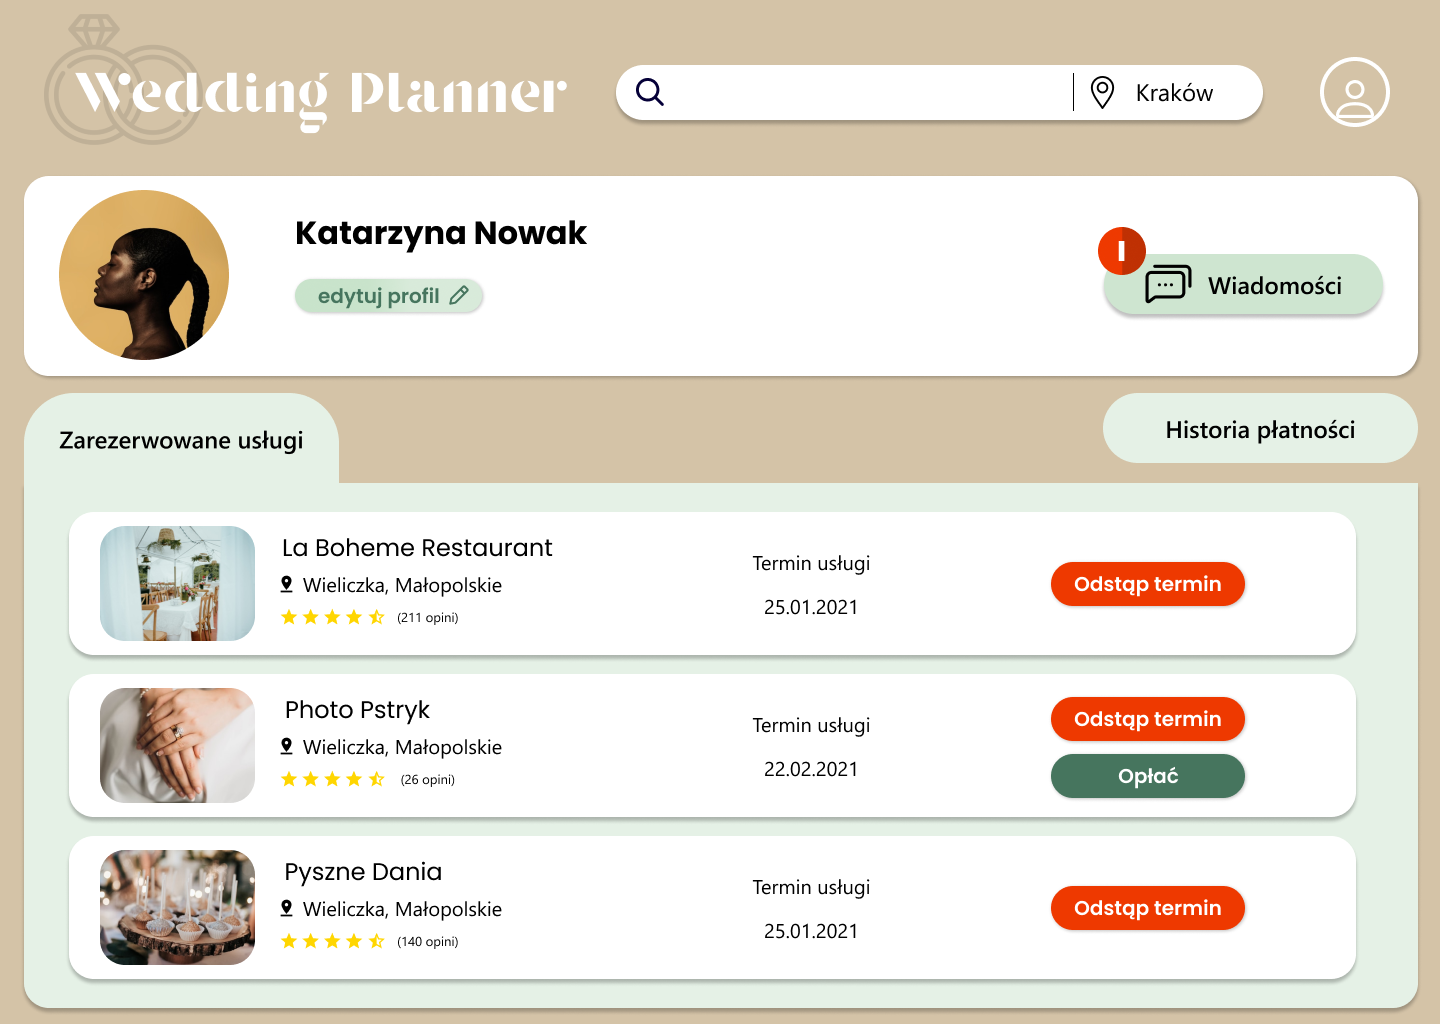 Wedding Planner
Kraków
Katarzyna Nowak
edytuj profil
I
Wiadomości
Zarezerwowane usługi
Historia płatności
La Boheme Restaurant
Wieliczka, Małopolskie
(211 opini)
Termin usługi
25.01.2021
Odstąp termin
Photo Pstryk
Wieliczka, Małopolskie
(26 opini)
Termin usługi
22.02.2021
Odstąp termin
Opłać
Pyszne Dania
Wieliczka, Małopolskie
(140 opini)
Termin usługi
25.01.2021
Odstąp termin